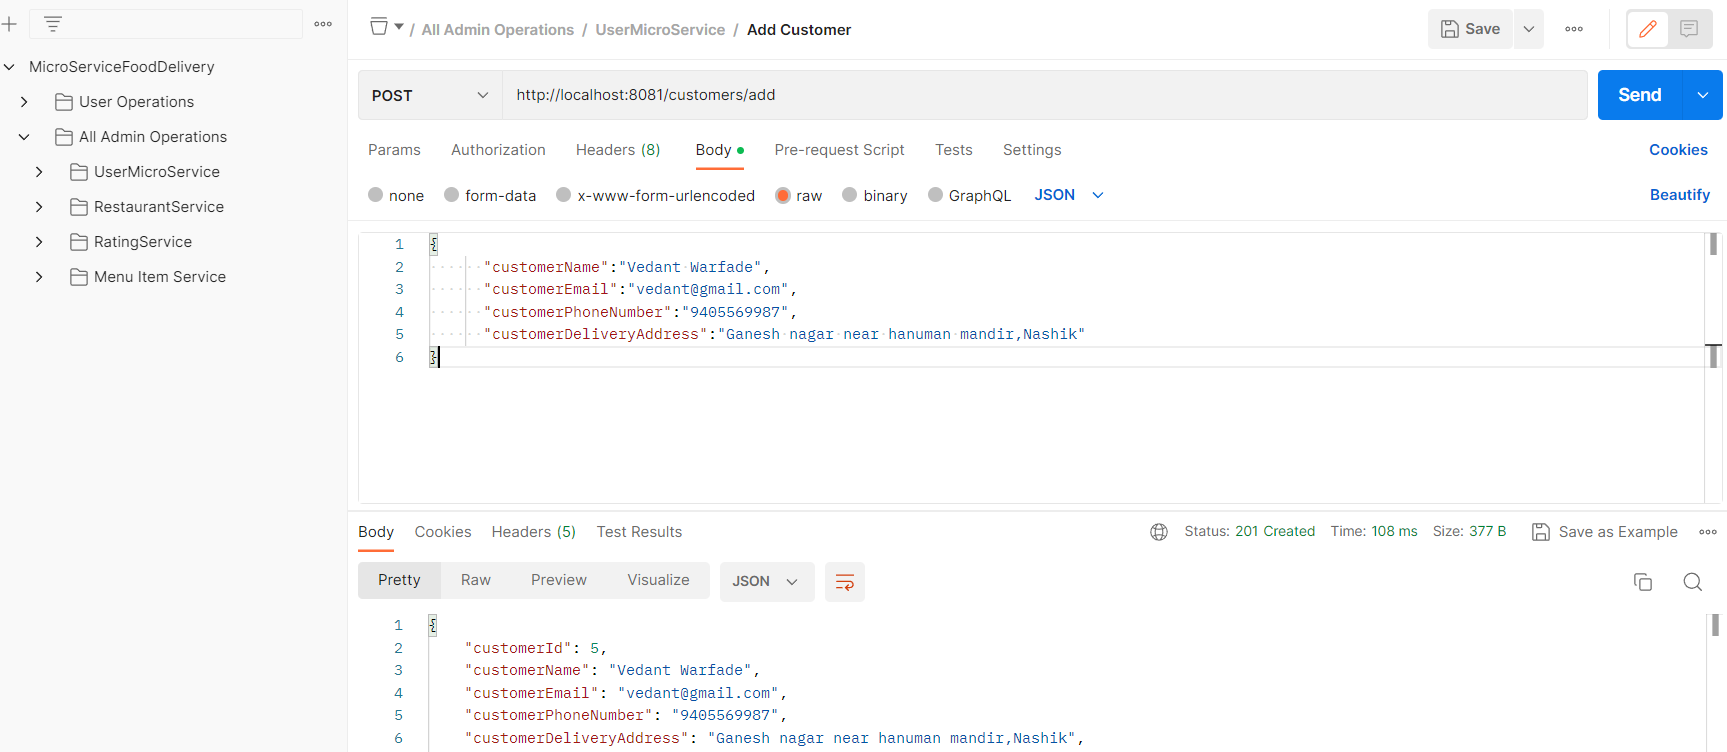 / All Admin Operations / UserMicroService / Add Customer
Save
MicroServiceFoodDelivery
User Operations
All Admin Operations
UserMicroService
RestaurantService
RatingService
Menu Item Service
POST
http://localhost:8081/customers/add
Send
Params Authorization Headers (8) Body Pre-request Script Tests Settings Cookies
none form-data x-www-form-urlencoded raw binary GraphQL JSON Beautify
1 {
2 "customerName":"Vedant Warfade",
3 "customerEmail":"vedant@gmail.com",
4 "customerPhoneNumber":"9405569987",
5 "customerDeliveryAddress":"Ganesh nagar near hanuman mandir,Nashik"
6 }
Body Cookies Headers (5) Test Results Status: 201 Created Time: 108 ms Size: 377 B Save as Example
Pretty Raw Preview Visualize JSON
1 {
2 "customerId": 5,
3 "customerName": "Vedant Warfade",
4 "customerEmail": "vedant@gmail.com",
5 "customerPhoneNumber": "9405569987",
6 "customerDeliveryAddress": "Ganesh nagar near hanuman mandir,Nashik",